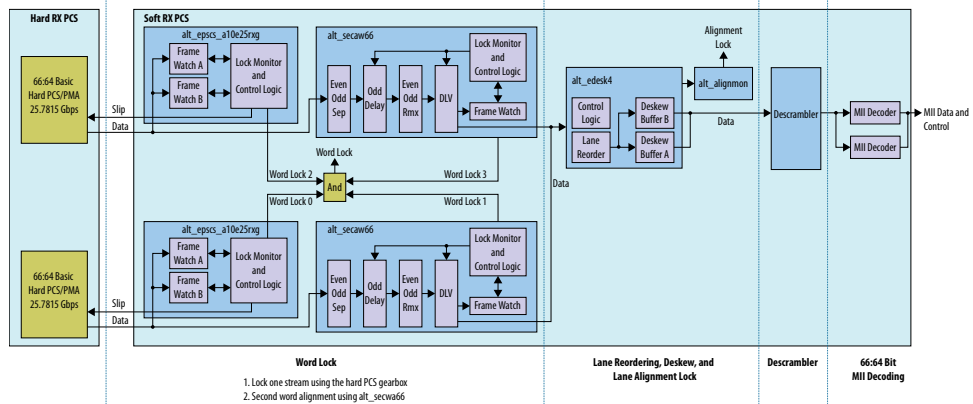 Hard RX PCS
Soft RX PCS
66:64 Basic
Hard PCS/PMA
25.7815 Gbps
Slip
Data
alt_epscs_a10e25rxg
Frame
Watch A
Frame
Watch B
Lock Monitor
and
Control Logic
alt_secaw66
Even
Odd
Sep
Odd
Delay
Even
Odd
Rmx
DLV
Lock Monitor
and
Control Logic
Frame Watch
Word Lock
And
Word Lock 2
Word Lock 3
Word Lock 0
Word Lock 1
66:64 Basic
Hard PCS/PMA
25.7815 Gbps
Slip
Data
alt_epscs_a10e25rxg
Frame
Watch A
Frame
Watch B
Lock Monitor
and
Control Logic
alt_secaw66
Even
Odd
Sep
Odd
Delay
Even
Odd
Rmx
DLV
Lock Monitor
and
Control Logic
Frame Watch
Data
alt_edesk4
Control
Logic
Lane
Reorder
Deskew
Buffer B
Deskew
Buffer A
Alignment
Lock
alt_alignmon
Data
Descrambler
MII Decoder
MII Decoder
MII Data and
Control
Word Lock
1. Lock one stream using the hard PCS gearbox
2. Second word alignment using alt_secwa66
Lane Reordering, Deskew, and
Lane Alignment Lock
Descrambler
66:64 Bit
MII Decoding